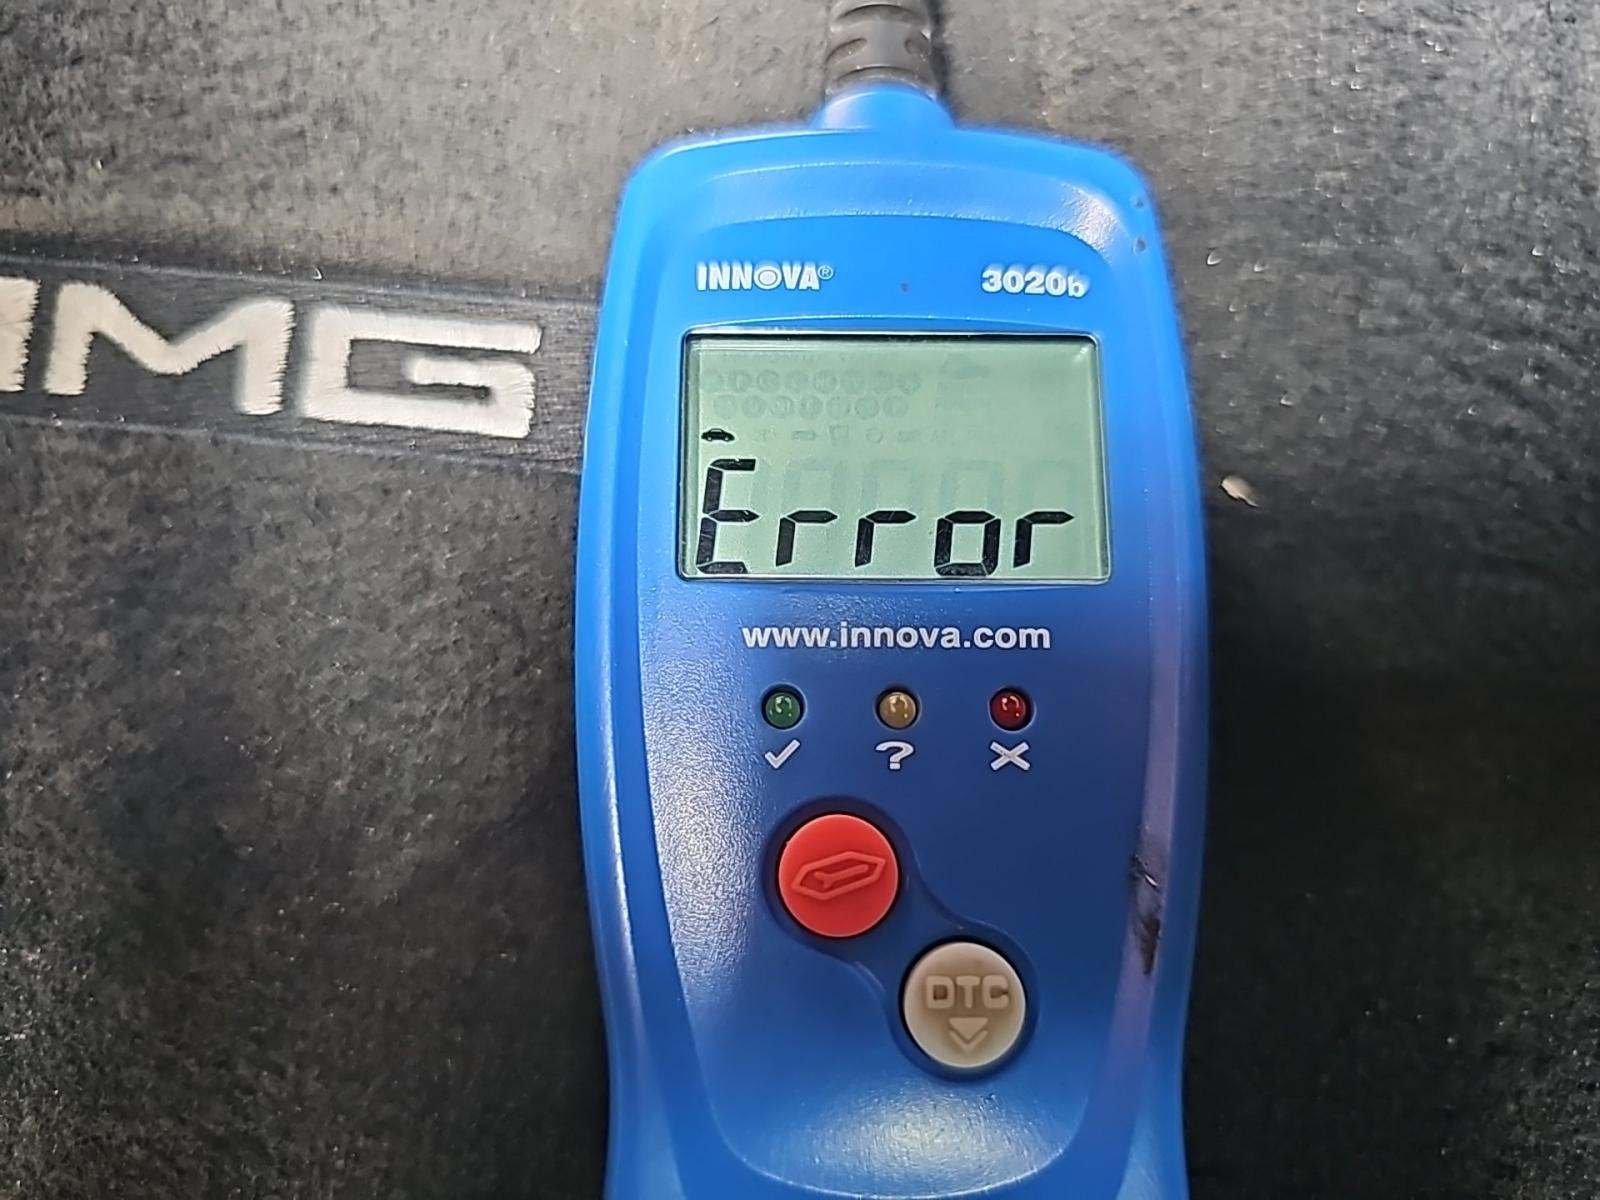 INNOVA® 3020b
MG
Error
www.innova.com
✓ ? ✕
DTC